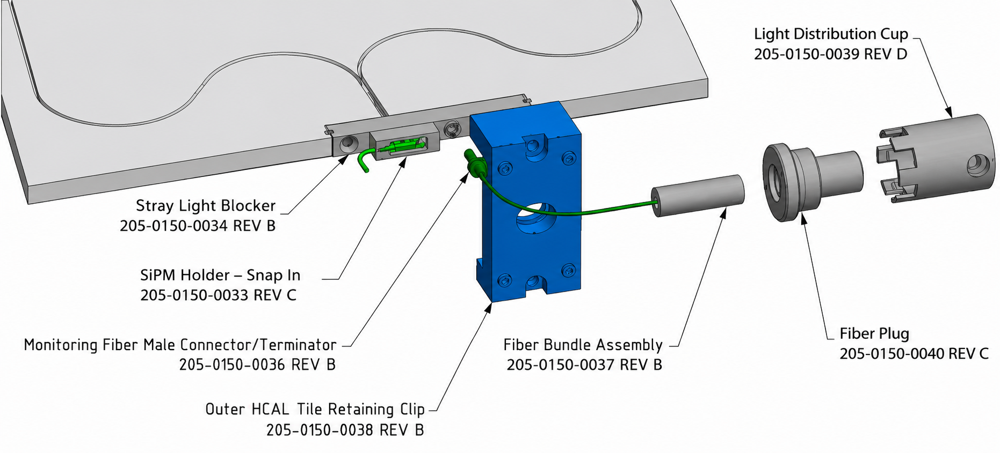 Light Distribution Cup
205-0150-0039 REV D
Stray Light Blocker
205-0150-0034 REV B
SiPM Holder – Snap In
205-0150-0033 REV C
Monitoring Fiber Male Connector/Terminator
205-0150-0036 REV B
Fiber Bundle Assembly
205-0150-0037 REV B
Fiber Plug
205-0150-0040 REV C
Outer HCAL Tile Retaining Clip
205-0150-0038 REV B